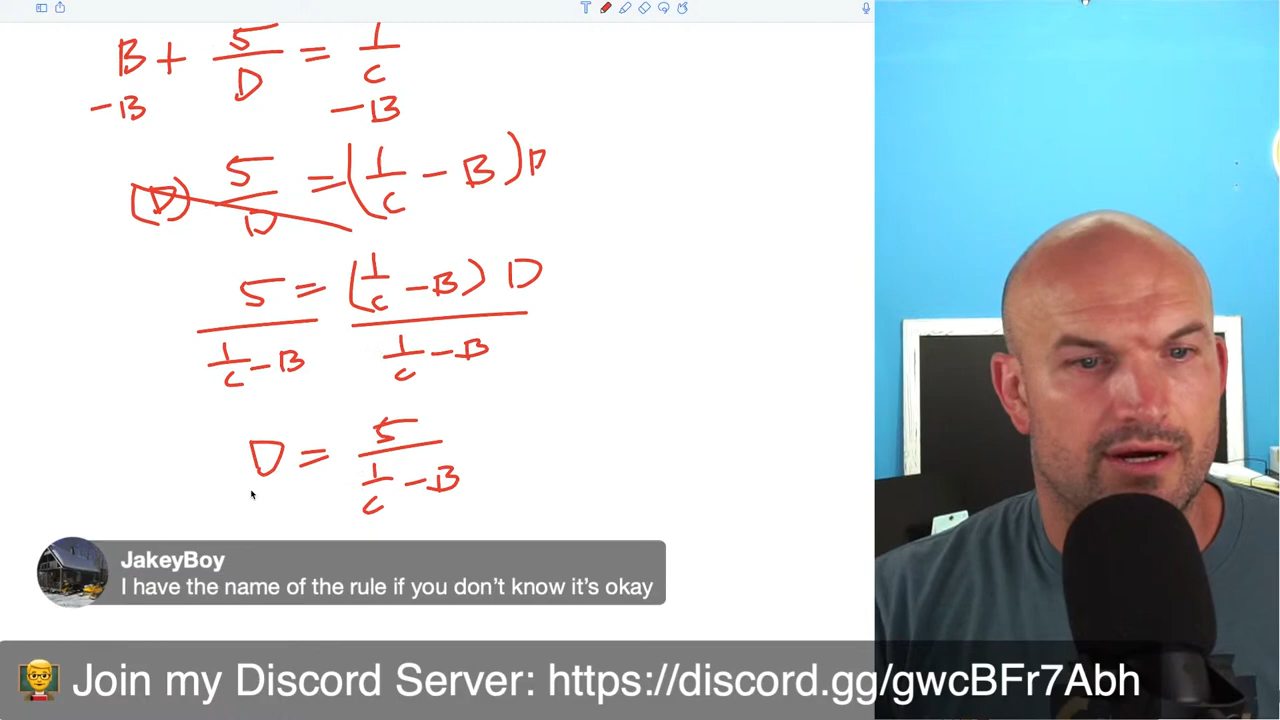 B + 5/D = 1/C
-B -B
(D) 5/D = (1/C - B) D
5 = (1/C - B) D
1/C - B 1/C - B
D = 5/(1/C - B)
JakeyBoy
I have the name of the rule if you don't know it's okay
Join my Discord Server: https://discord.gg/gwcBFr7Abh